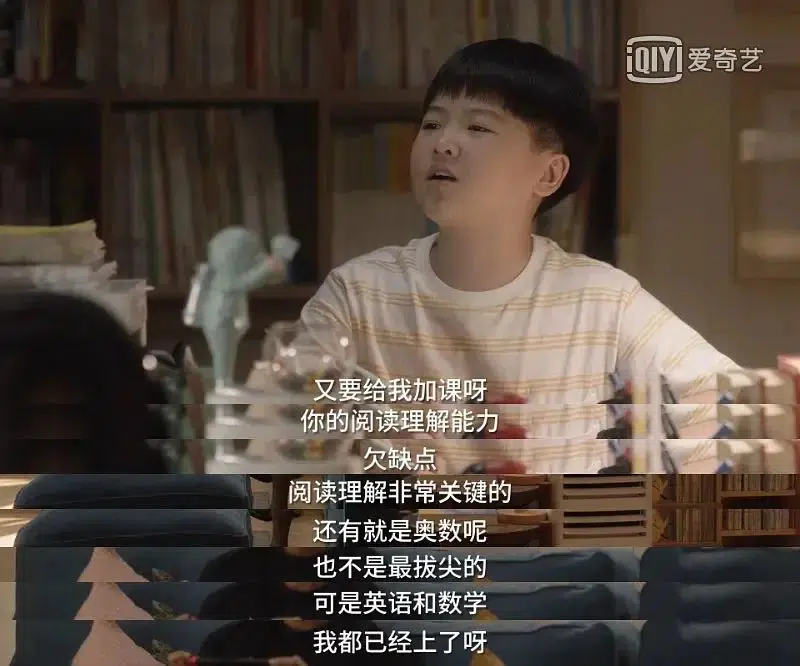 iQIY 爱奇艺
又要给我加课呀
你的阅读理解能力
欠缺点
阅读理解非常关键的
还有就是奥数呢
也不是最拔尖的
可是英语和数学
我都已经上了呀